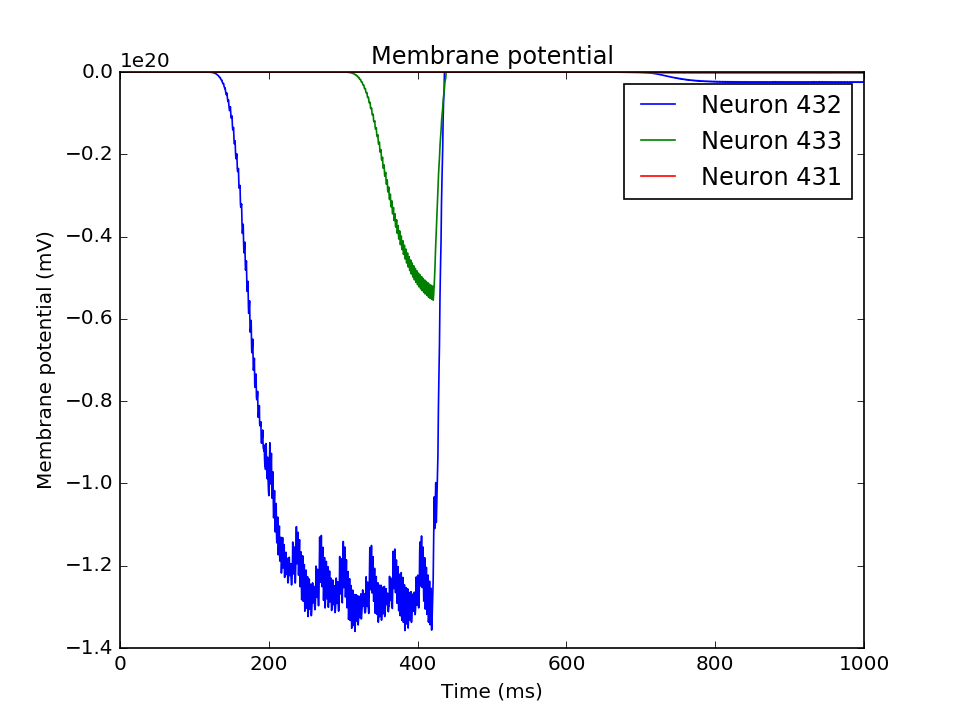 Membrane potential
1e20
0.0
−0.2
−0.4
−0.6
−0.8
−1.0
−1.2
−1.4
Membrane potential (mV)
Neuron 432
Neuron 433
Neuron 431
0 200 400 600 800 1000
Time (ms)